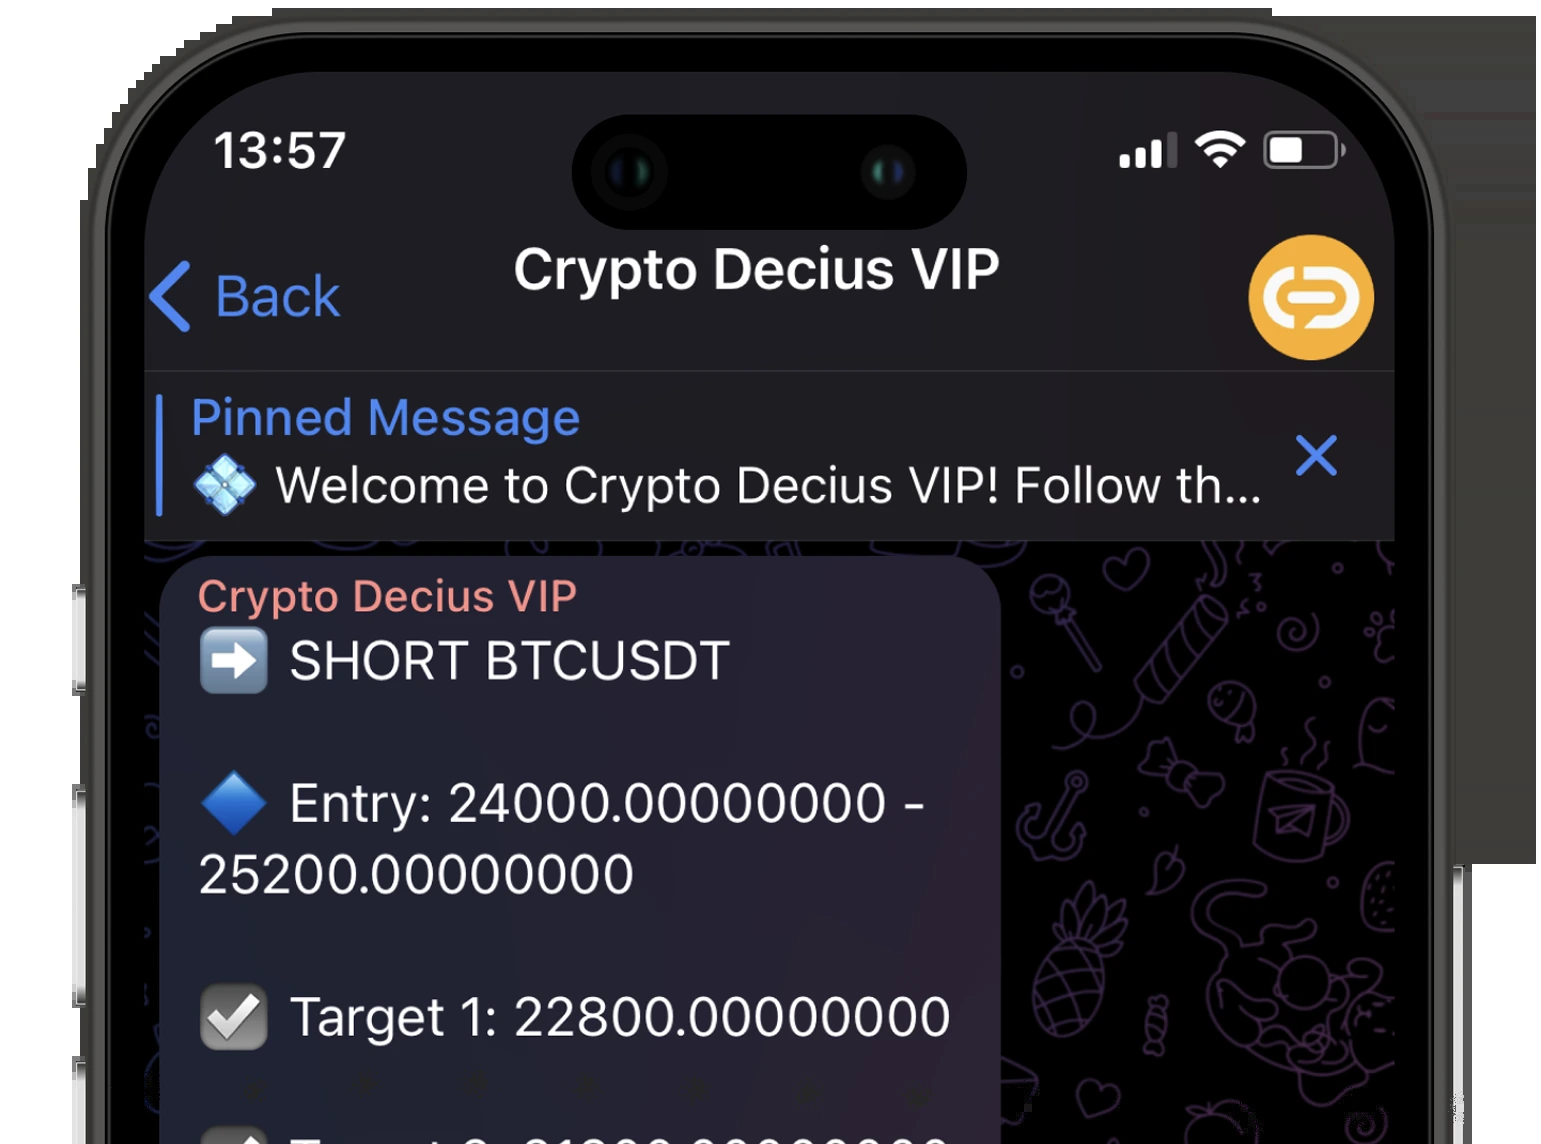 13:57
Back
Crypto Decius VIP
Pinned Message
Welcome to Crypto Decius VIP! Follow th...
Crypto Decius VIP
SHORT BTCUSDT
Entry: 24000.00000000 -
25200.00000000
Target 1: 22800.00000000